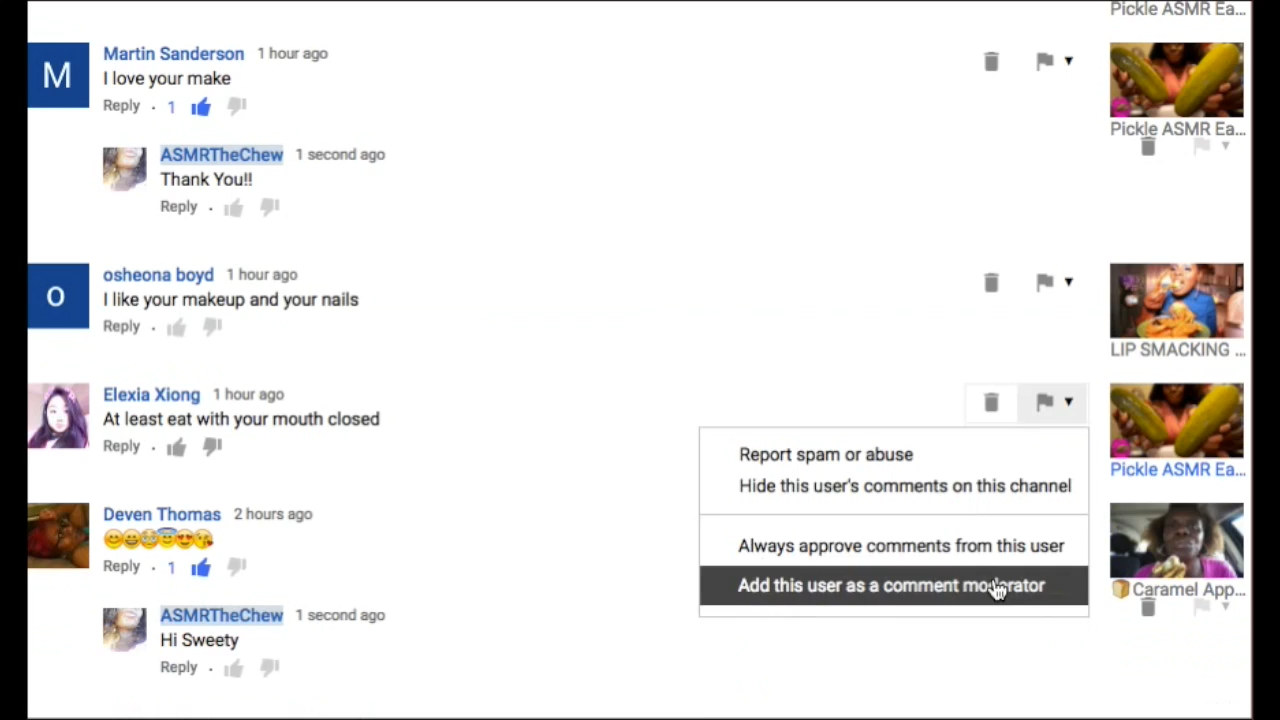 Pickle ASMR Ea...
M
Martin Sanderson 1 hour ago
I love your make
Reply · 1
Pickle ASMR Ea...
ASMRTheChew 1 second ago
Thank You!!
Reply ·
o
osheona boyd 1 hour ago
I like your makeup and your nails
Reply ·
LIP SMACKING ...
Elexia Xiong 1 hour ago
At least eat with your mouth closed
Reply ·
Report spam or abuse
Hide this user's comments on this channel
Pickle ASMR Ea...
Always approve comments from this user
Add this user as a comment moderator
Deven Thomas 2 hours ago
😊😀😇😍😘
Reply · 1
Caramel App...
ASMRTheChew 1 second ago
Hi Sweety
Reply ·